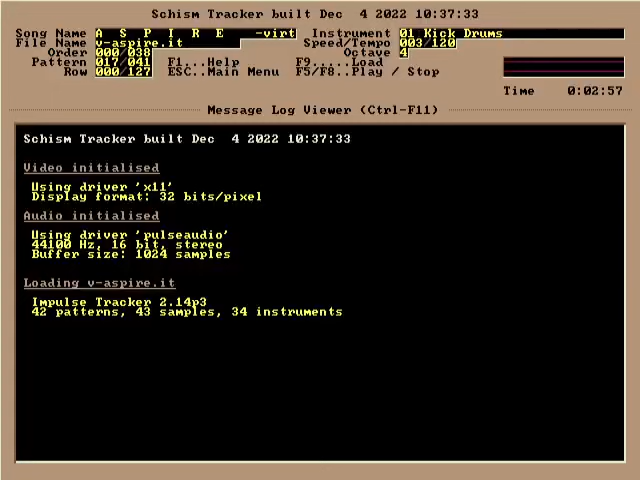 Schism Tracker built Dec  4 2022 10:37:33
Song Name A S P I R E -virt Instrument 01 Kick Drums
File Name v-aspire.it Speed/Tempo 003/120
Order 000/038 Octave 4
Pattern 017/041 F1...Help F9.....Load
Row 000/127 ESC..Main Menu F5/F8..Play / Stop
Time 0:02:57
Message Log Viewer (Ctrl-F11)
Schism Tracker built Dec  4 2022 10:37:33
Video initialised
Using driver 'x11'
Display format: 32 bits/pixel
Audio initialised
Using driver 'pulseaudio'
44100 Hz, 16 bit, stereo
Buffer size: 1024 samples
Loading v-aspire.it
Impulse Tracker 2.14p3
42 patterns, 43 samples, 34 instruments